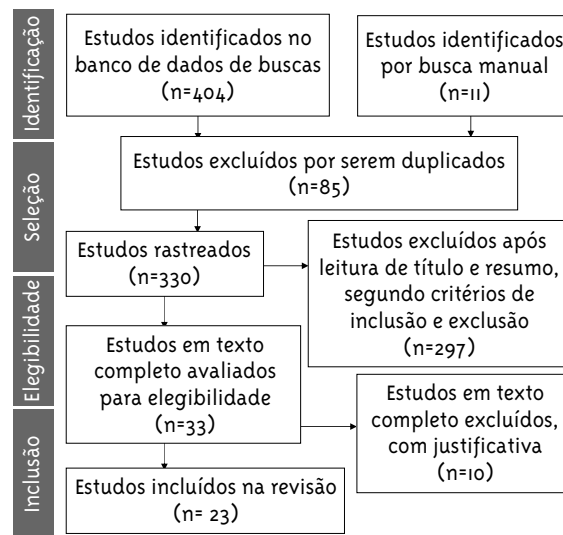 Identificação
Estudos identificados no
banco de dados de buscas
(n=404)
Estudos identificados
por busca manual
(n=11)
Seleção
Estudos excluídos por serem duplicados
(n=85)
Estudos rastreados
(n=330)
Estudos excluídos após
leitura de título e resumo,
segundo critérios de
inclusão e exclusão
(n=297)
Elegibilidade
Estudos em texto
completo avaliados
para elegibilidade
(n=33)
Estudos em texto
completo excluídos,
com justificativa
(n=10)
Inclusão
Estudos incluídos na revisão
(n= 23)